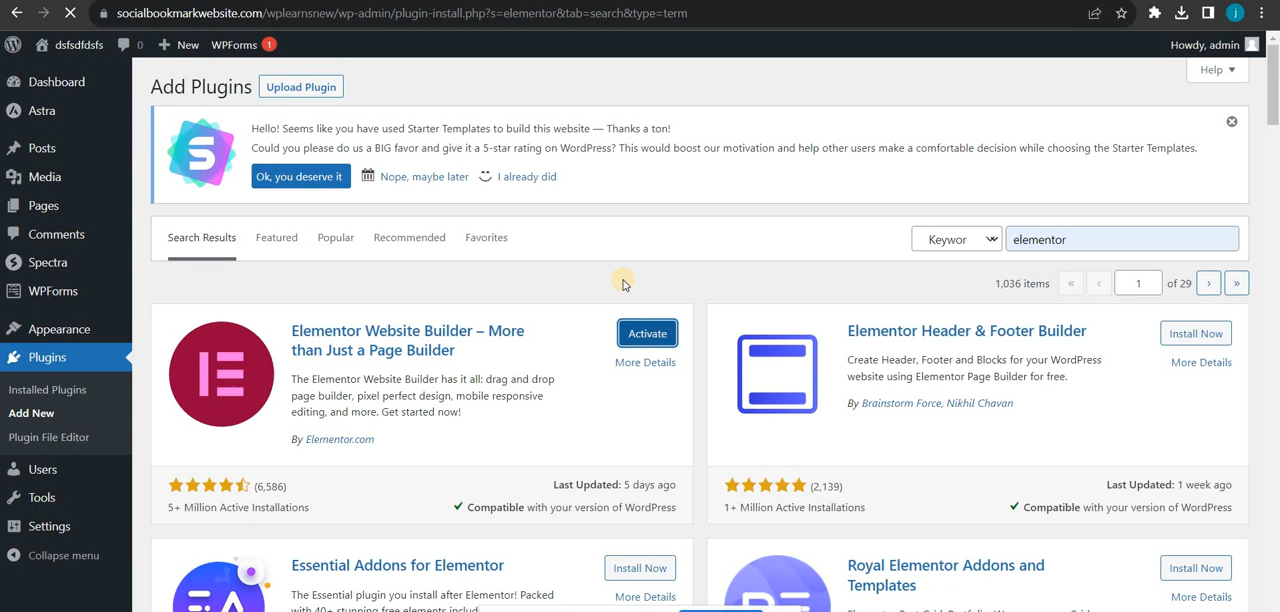 socialbookmarkwebsite.com/wplearnsnew/wp-admin/plugin-install.php?s=elementor&tab=search&type=term
j
dsfsdfdsfs 0 New WPForms 1
Howdy, admin
Dashboard
Astra
Posts
Media
Pages
Comments
Spectra
WPForms
Appearance
Plugins
Installed Plugins
Add New
Plugin File Editor
Users
Tools
Settings
Collapse menu
Help
Add Plugins Upload Plugin
S
Hello! Seems like you have used Starter Templates to build this website — Thanks a ton!
Could you please do us a BIG favor and give it a 5-star rating on WordPress? This would boost our motivation and help other users make a comfortable decision while choosing the Starter Templates.
Ok, you deserve it Nope, maybe later I already did
Search Results Featured Popular Recommended Favorites Keywor elementor
1,036 items « ‹ 1 of 29 › »
Elementor Website Builder – More
than Just a Page Builder
Activate
More Details
The Elementor Website Builder has it all: drag and drop
page builder, pixel perfect design, mobile responsive
editing, and more. Get started now!
By Elementor.com
(6,586)
Last Updated: 5 days ago
5+ Million Active Installations
Compatible with your version of WordPress
Elementor Header & Footer Builder
Install Now
More Details
Create Header, Footer and Blocks for your WordPress
website using Elementor Page Builder for free.
By Brainstorm Force, Nikhil Chavan
(2,139)
Last Updated: 1 week ago
1+ Million Active Installations
Compatible with your version of WordPress
Essential Addons for Elementor
Install Now
More Details
The Essential plugin you install after Elementor! Packed
Royal Elementor Addons and
Templates
Install Now
More Details